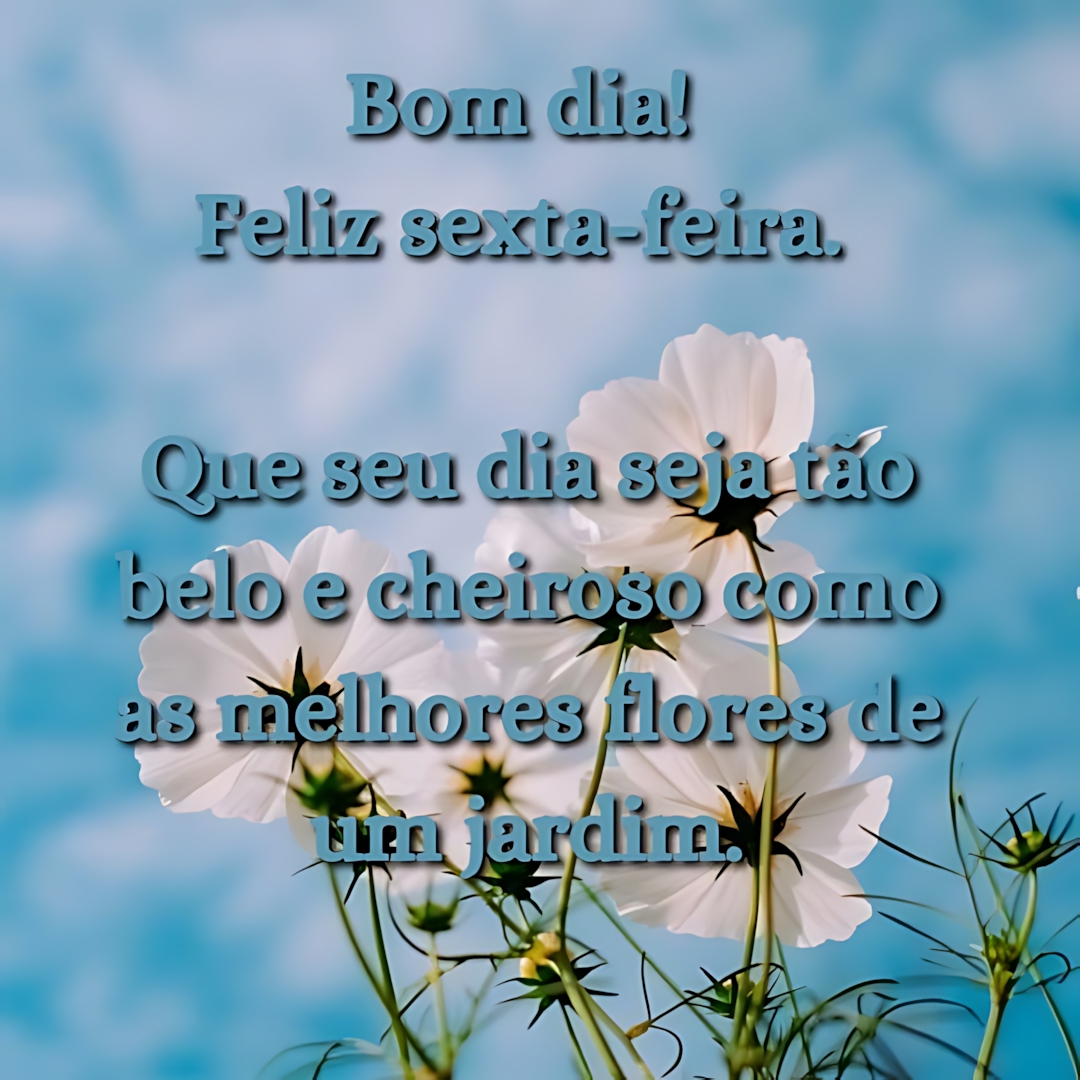 Bom dia!
Feliz sexta-feira.
Que seu dia seja tão
belo e cheiroso como
as melhores flores de
um jardim.